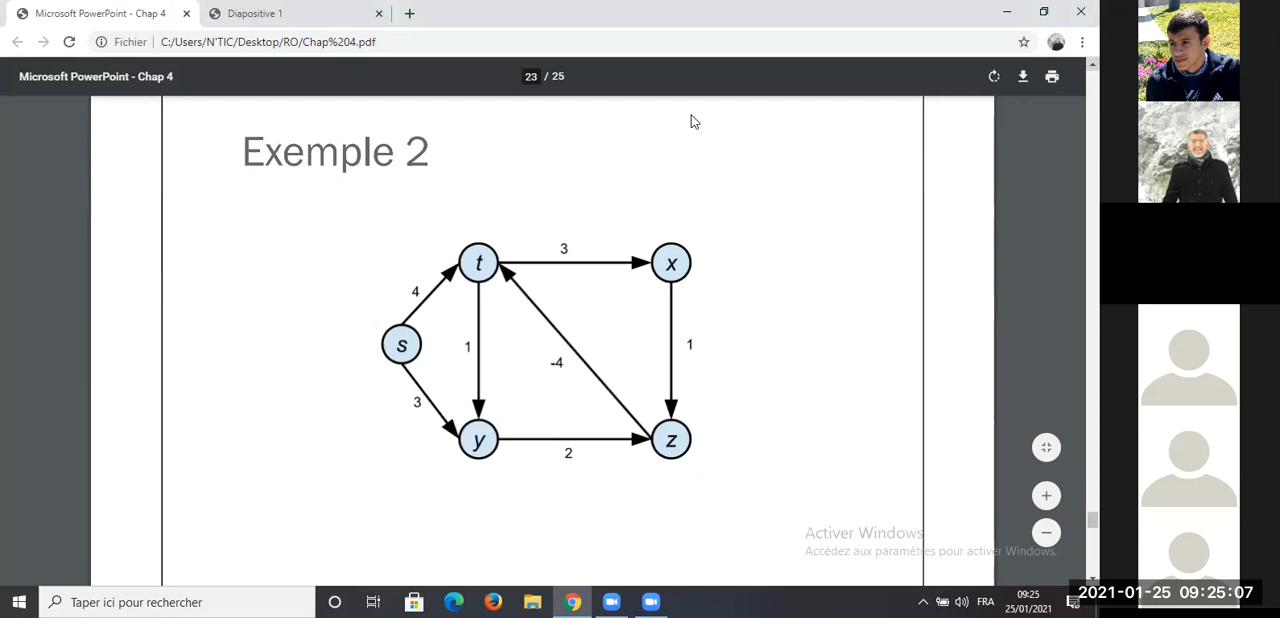 Microsoft PowerPoint - Chap 4
Diapositive 1
Fichier
C:/Users/N'TIC/Desktop/RO/Chap%204.pdf
Microsoft PowerPoint - Chap 4
23 / 25
Exemple 2
t
3
x
4
s
1
-4
1
3
y
2
z
Activer Windows
Accédez aux paramètres pour activer Windows.
Taper ici pour rechercher
FRA
09:25
25/01/2021
2021-01-25 09:25:07